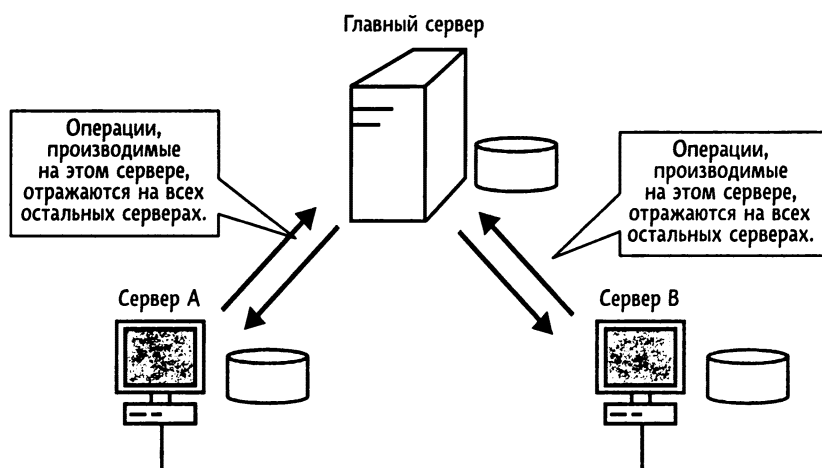 Главный сервер
Операции,
производимые
на этом сервере,
отражаются на всех
остальных серверах.
Операции,
производимые
на этом сервере,
отражаются на всех
остальных серверах.
Сервер A
Сервер B